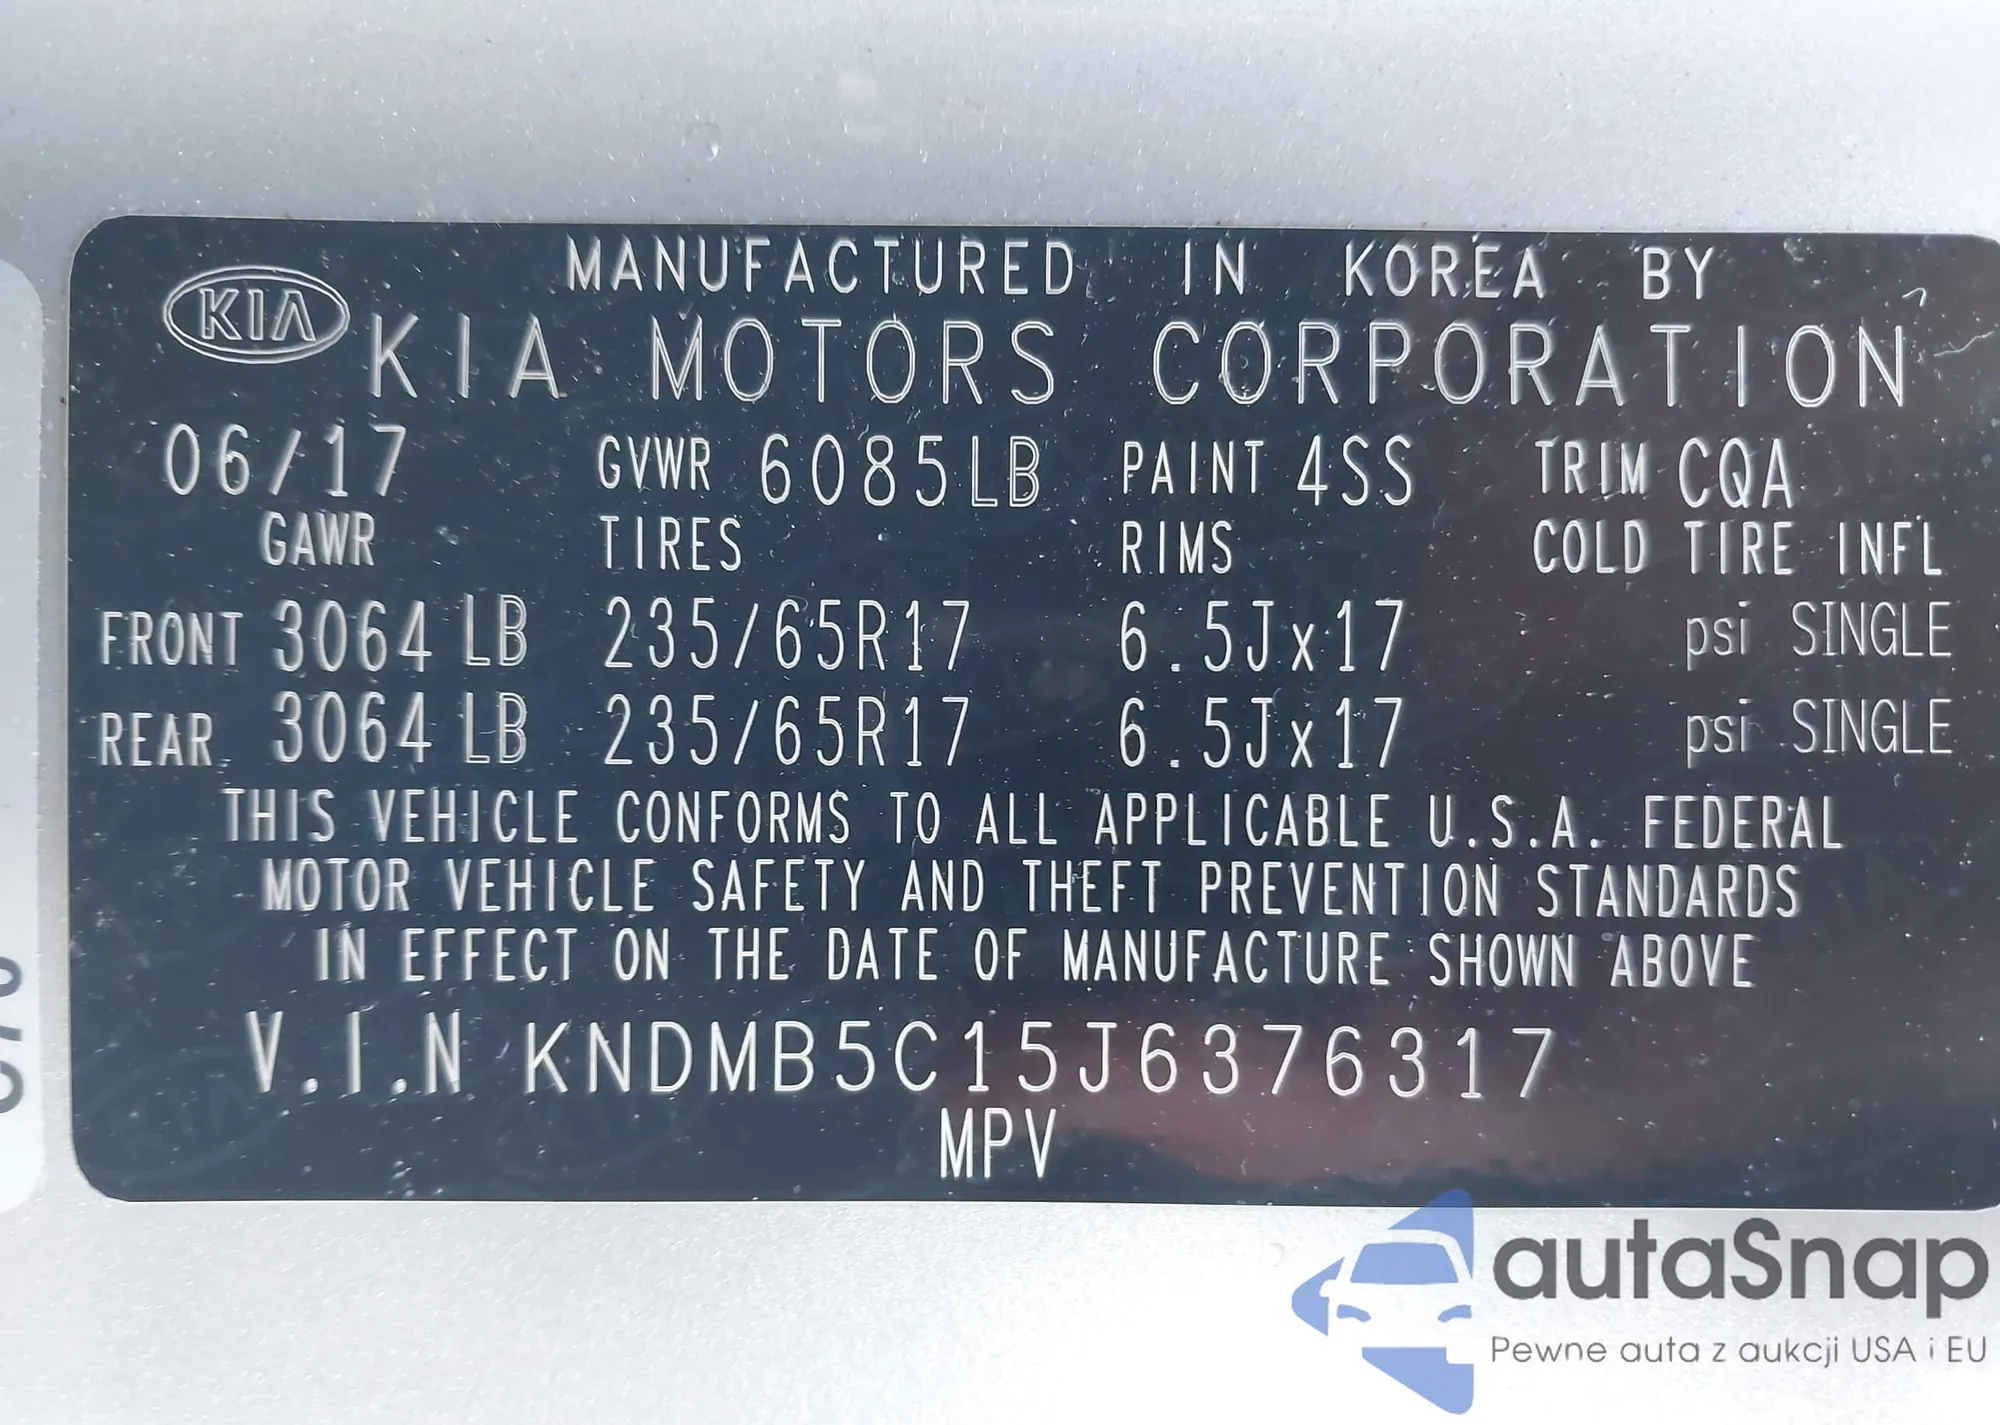 MANUFACTURED IN KOREA BY
KIA KIA MOTORS CORPORATION
06/17 GVWR 6085LB PAINT 4SS TRIM CQA
GAWR TIRES RIMS COLD TIRE INFL
FRONT 3064 LB 235/65R17 6.5Jx17 psi SINGLE
REAR 3064 LB 235/65R17 6.5Jx17 psi SINGLE
THIS VEHICLE CONFORMS TO ALL APPLICABLE U.S.A. FEDERAL
MOTOR VEHICLE SAFETY AND THEFT PREVENTION STANDARDS
IN EFFECT ON THE DATE OF MANUFACTURE SHOWN ABOVE
V.I.N KNDMB5C15J6376317
MPV
autaSnap
Pewne auta z aukcji USA i EU